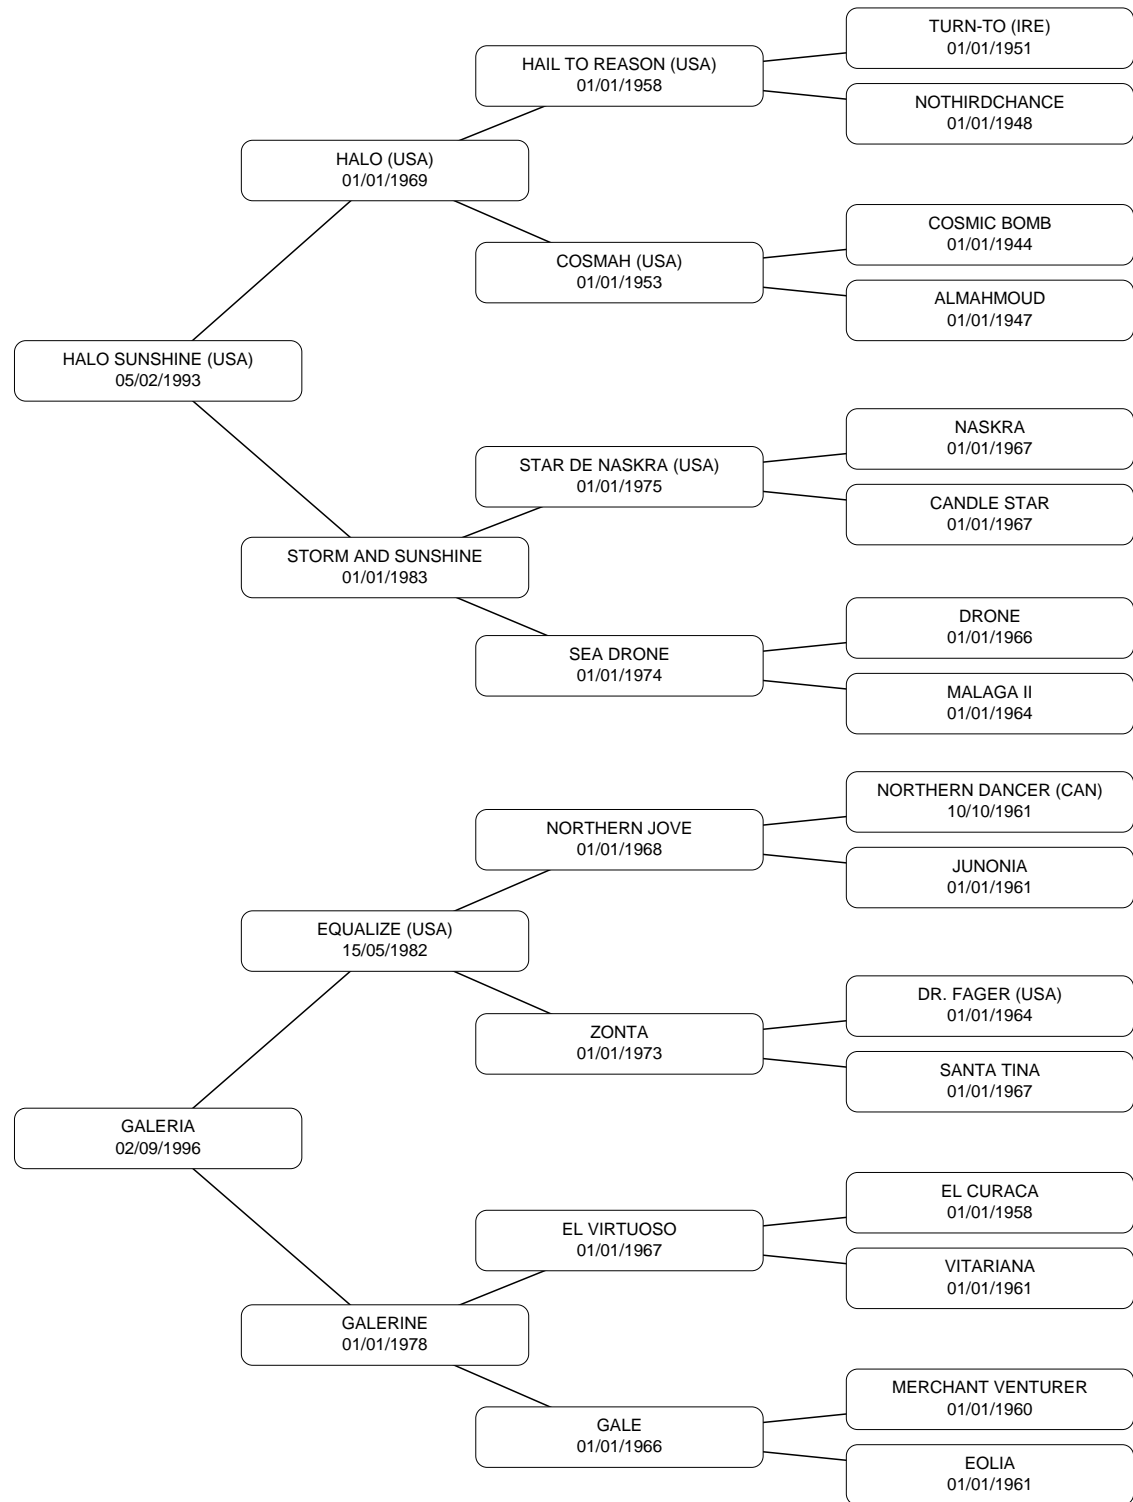 TURN-TO (IRE)
01/01/1951
HAIL TO REASON (USA)
01/01/1958
NOTHIRDCHANCE
01/01/1948
HALO (USA)
01/01/1969
COSMIC BOMB
01/01/1944
COSMAH (USA)
01/01/1953
ALMAHMOUD
01/01/1947
HALO SUNSHINE (USA)
05/02/1993
NASKRA
01/01/1967
STAR DE NASKRA (USA)
01/01/1975
CANDLE STAR
01/01/1967
STORM AND SUNSHINE
01/01/1983
DRONE
01/01/1966
SEA DRONE
01/01/1974
MALAGA II
01/01/1964
NORTHERN DANCER (CAN)
10/10/1961
NORTHERN JOVE
01/01/1968
JUNONIA
01/01/1961
EQUALIZE (USA)
15/05/1982
DR. FAGER (USA)
01/01/1964
ZONTA
01/01/1973
SANTA TINA
01/01/1967
GALERIA
02/09/1996
EL CURACA
01/01/1958
EL VIRTUOSO
01/01/1967
VITARIANA
01/01/1961
GALERINE
01/01/1978
MERCHANT VENTURER
01/01/1960
GALE
01/01/1966
EOLIA
01/01/1961